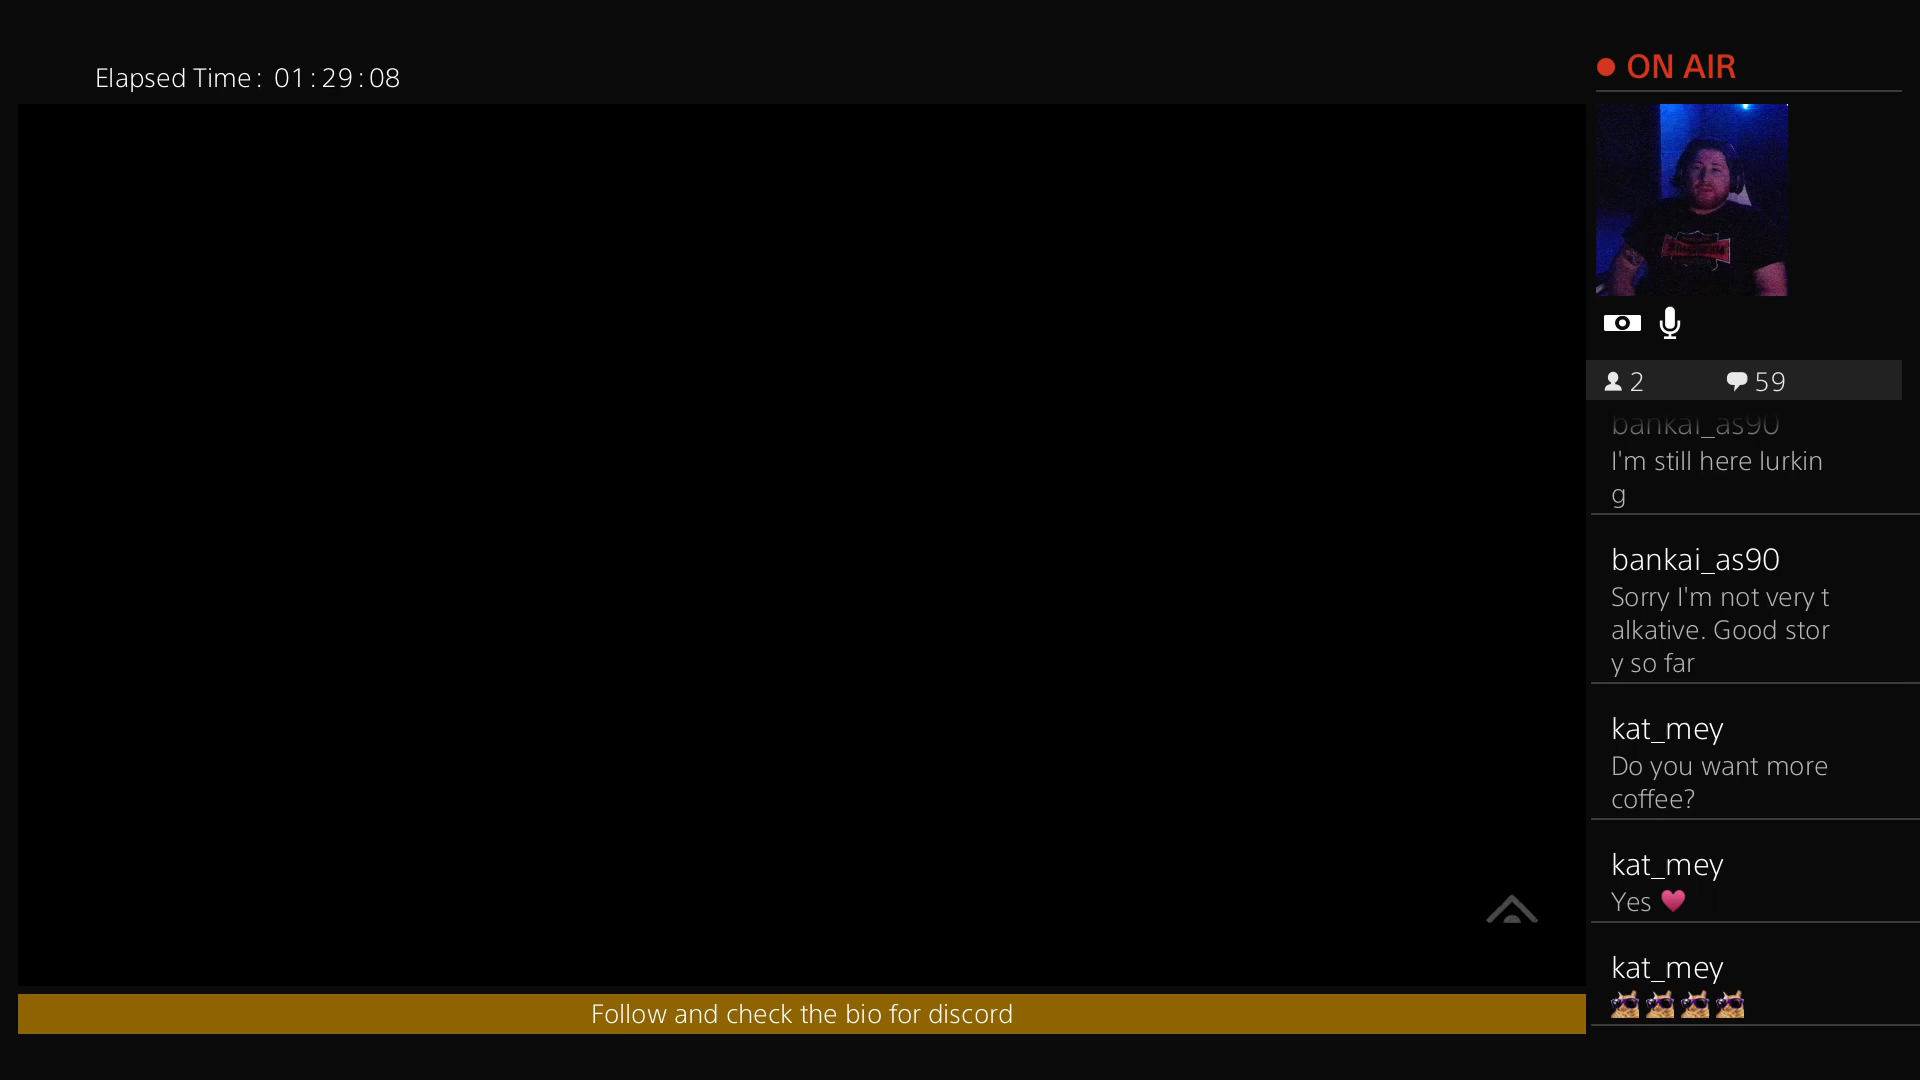 Elapsed Time: 01:29:08
ON AIR
2
59
bankai_as90
I'm still here lurkin
g
bankai_as90
Sorry I'm not very t
alkative. Good stor
y so far
kat_mey
Do you want more
coffee?
kat_mey
Yes
kat_mey
Follow and check the bio for discord